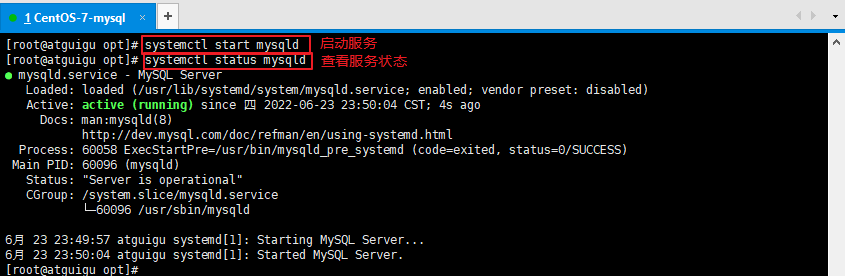 1 CentOS-7-mysql × +
[root@atguigu opt]# systemctl start mysqld 启动服务
[root@atguigu opt]# systemctl status mysqld 查看服务状态
● mysqld.service - MySQL Server
Loaded: loaded (/usr/lib/systemd/system/mysqld.service; enabled; vendor preset: disabled)
Active: active (running) since 四 2022-06-23 23:50:04 CST; 4s ago
Docs: man:mysqld(8)
http://dev.mysql.com/doc/refman/en/using-systemd.html
Process: 60058 ExecStartPre=/usr/bin/mysqld_pre_systemd (code=exited, status=0/SUCCESS)
Main PID: 60096 (mysqld)
Status: "Server is operational"
CGroup: /system.slice/mysqld.service
└─60096 /usr/sbin/mysqld
6月 23 23:49:57 atguigu systemd[1]: Starting MySQL Server...
6月 23 23:50:04 atguigu systemd[1]: Started MySQL Server.
[root@atguigu opt]#